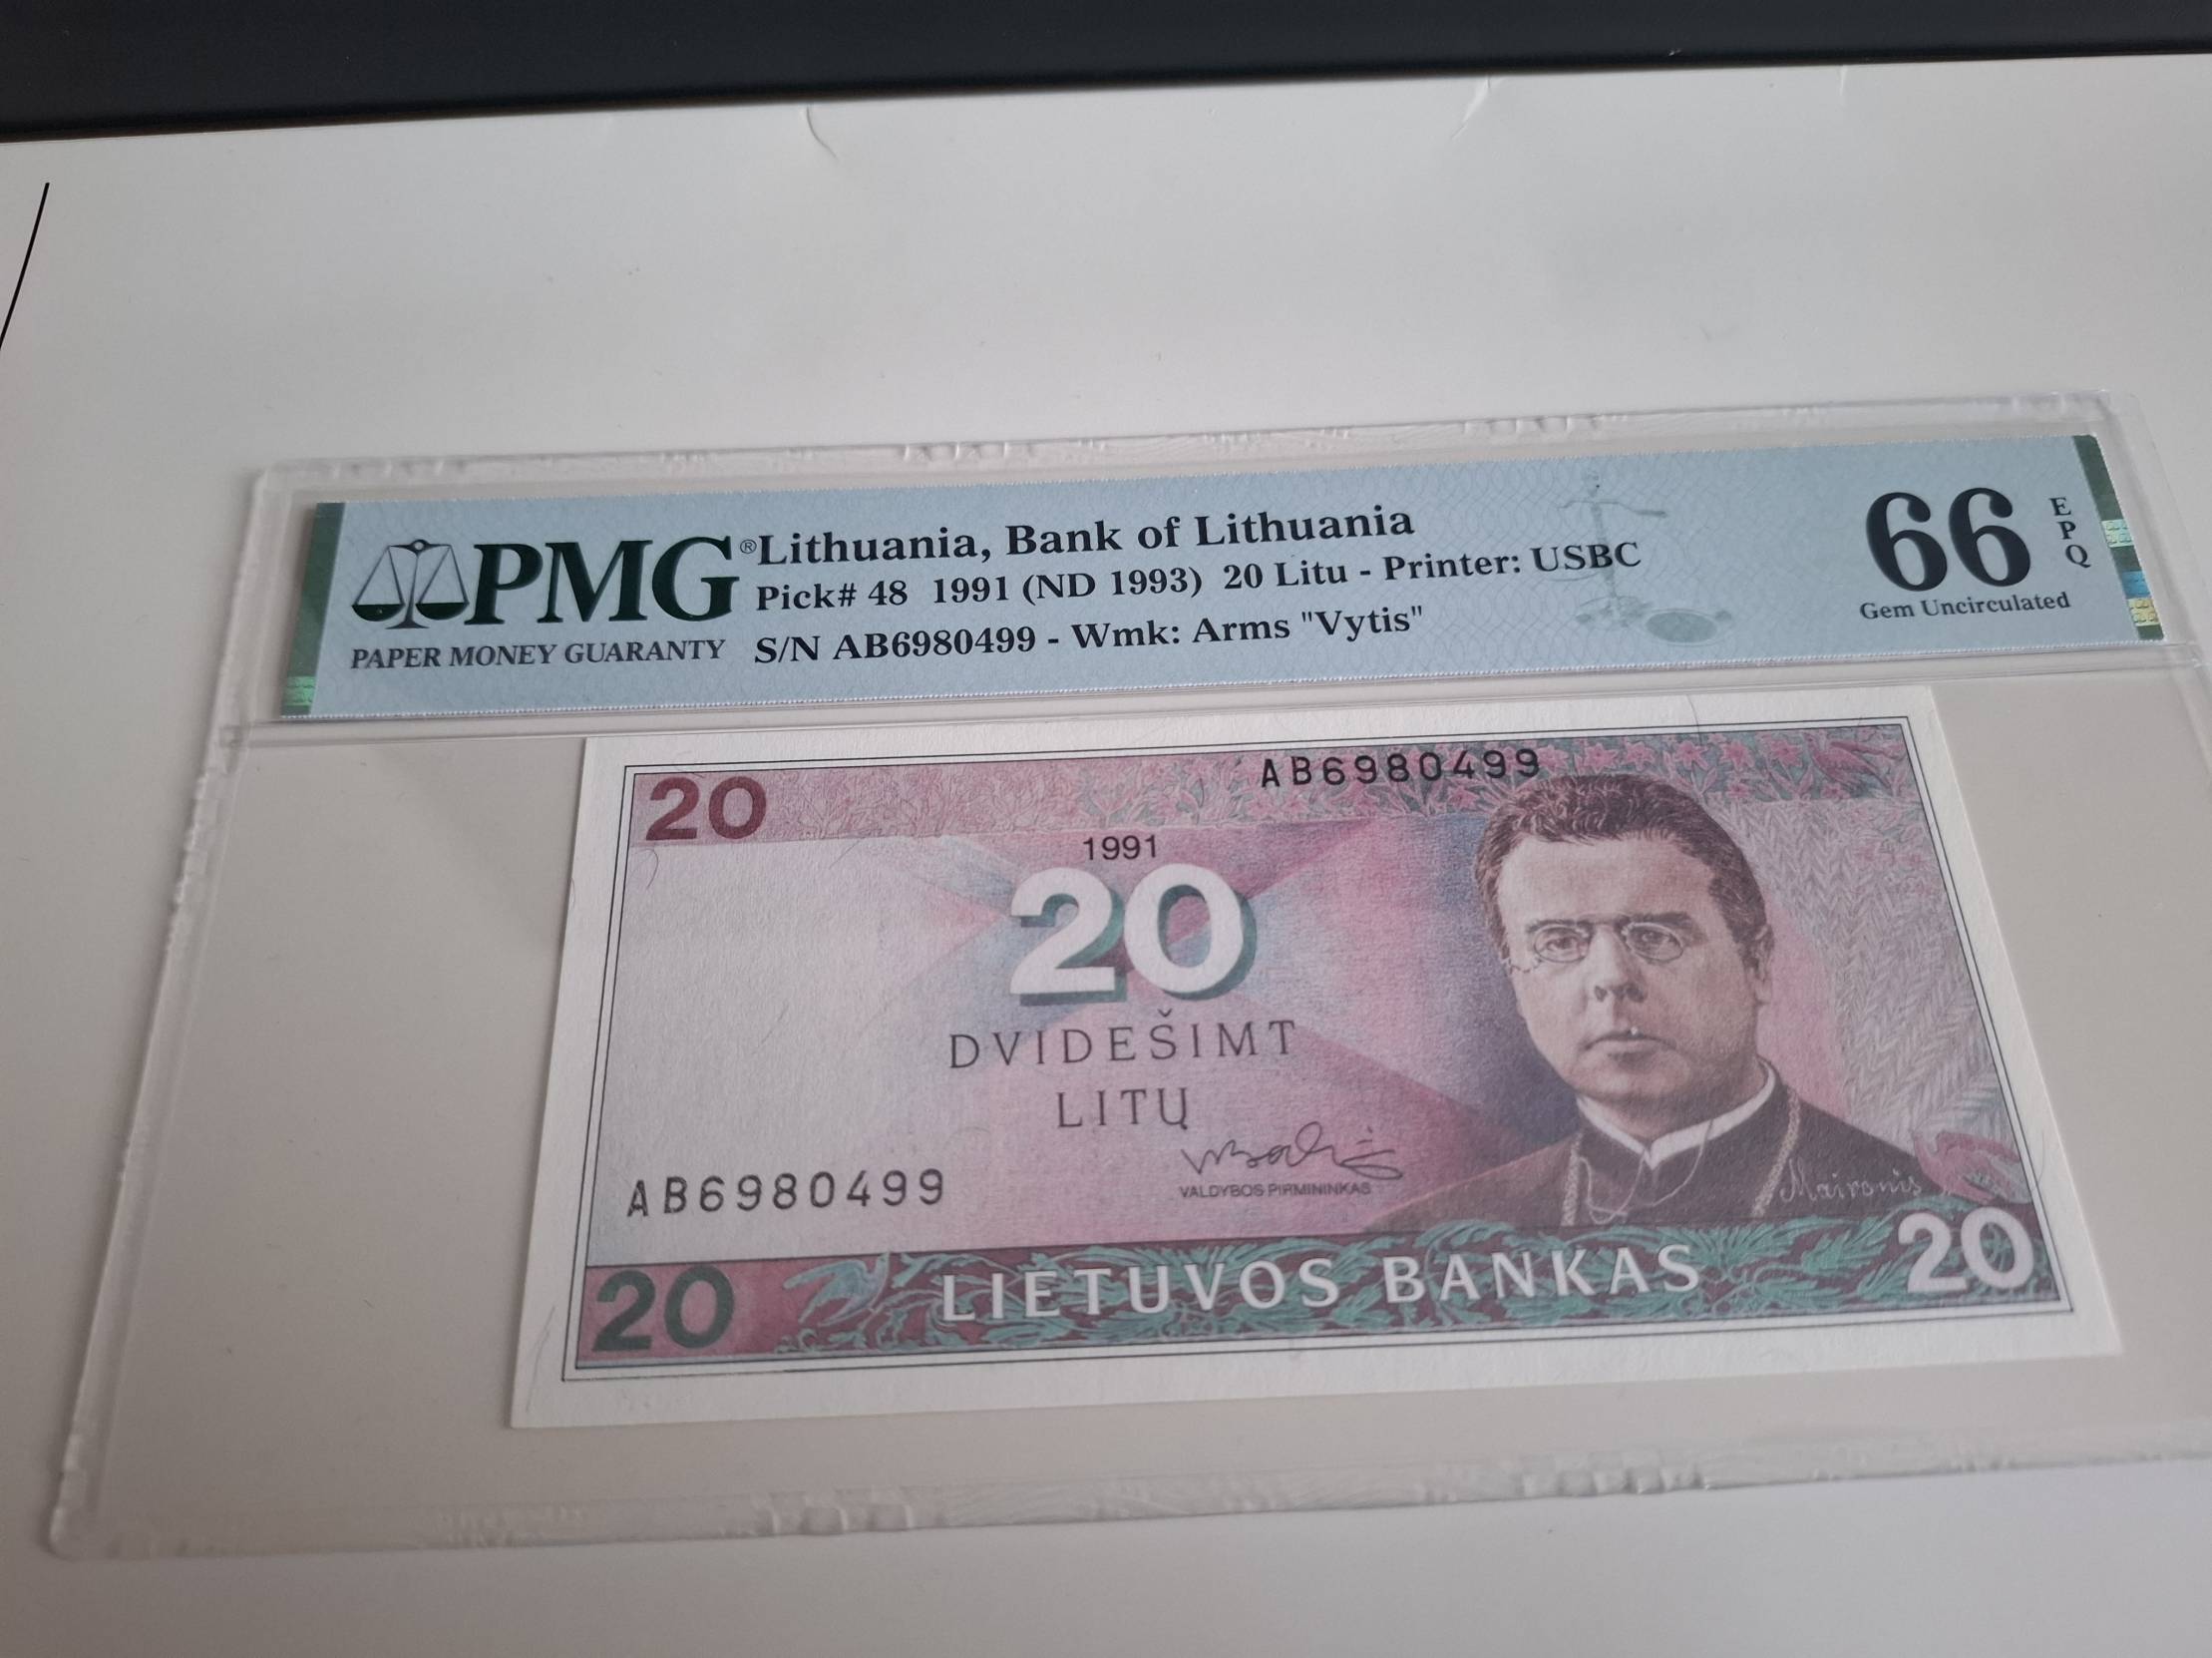 PMG®
PAPER MONEY GUARANTY
Lithuania, Bank of Lithuania
Pick# 48 1991 (ND 1993) 20 Litu - Printer: USBC
S/N AB6980499 - Wmk: Arms "Vytis"
66 EPQ
Gem Uncirculated
20
AB6980499
1991
20
DVIDEŠIMT
LITŲ
VALDYBOS PIRMININKAS
Maironis
AB6980499
20
LIETUVOS BANKAS
20